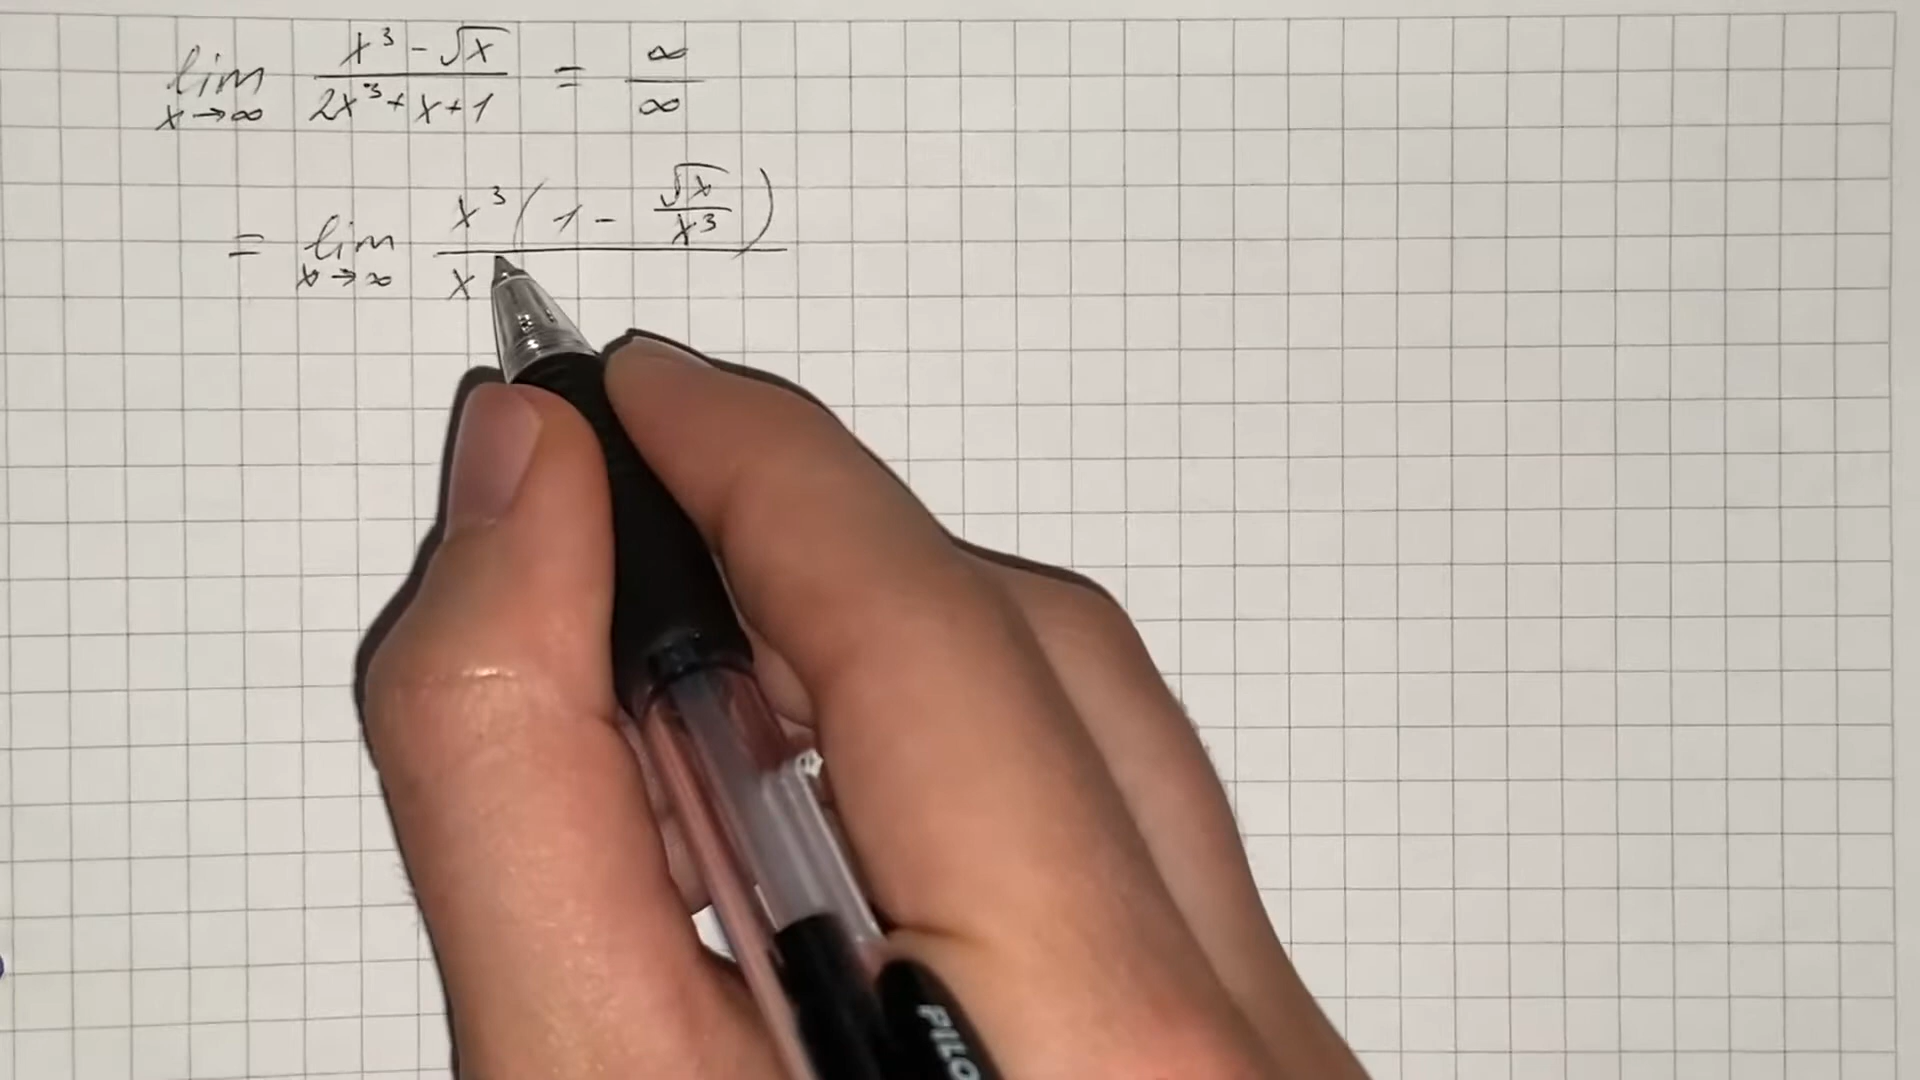 lim x→∞ (x³ - √x)/(2x³ + x + 1) = ∞/∞
= lim x→∞ x³(1 - √x/x³)/x
PILO